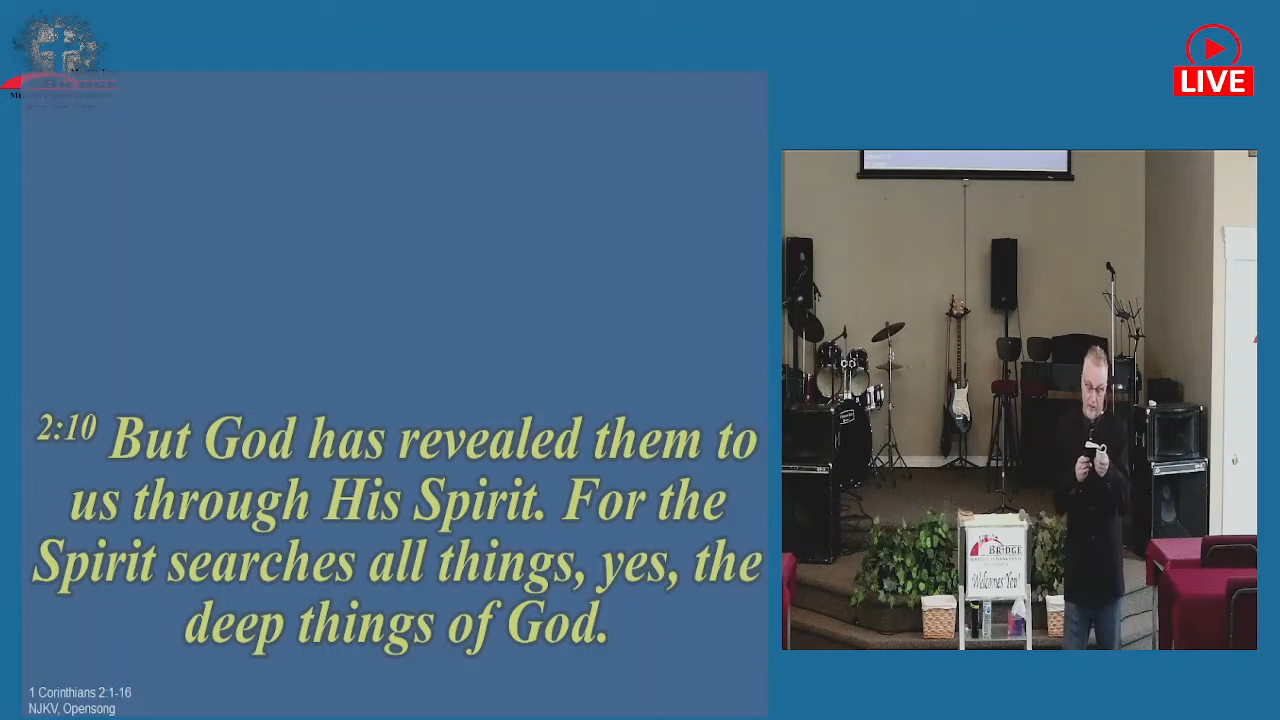 BRIDGE
LIVE
2:10 But God has revealed them to
us through His Spirit. For the
Spirit searches all things, yes, the
deep things of God.
BRIDGE
Welcomes You!
1 Corinthians 2:1-16
NJKV, Opensong